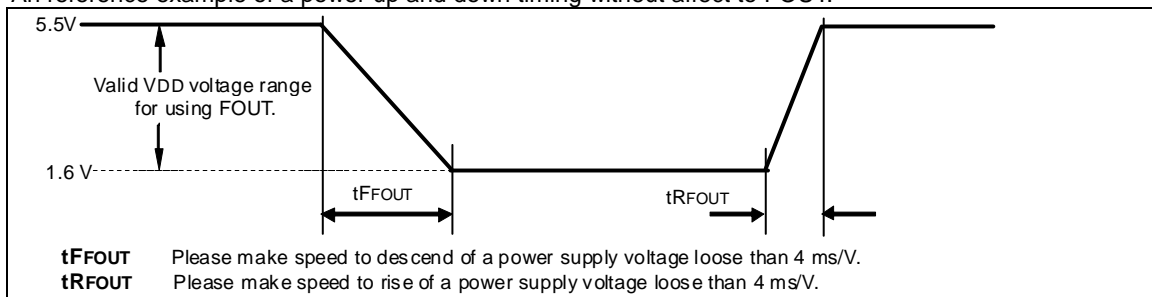 An reference example of a power up and down timing without affect to FOUT.
5.5V
Valid VDD voltage range
for using FOUT.
1.6 V
tFFOUT
tRFOUT
tFFOUT Please make speed to descend of a power supply voltage loose than 4 ms/V.
tRFOUT Please make speed to rise of a power supply voltage loose than 4 ms/V.